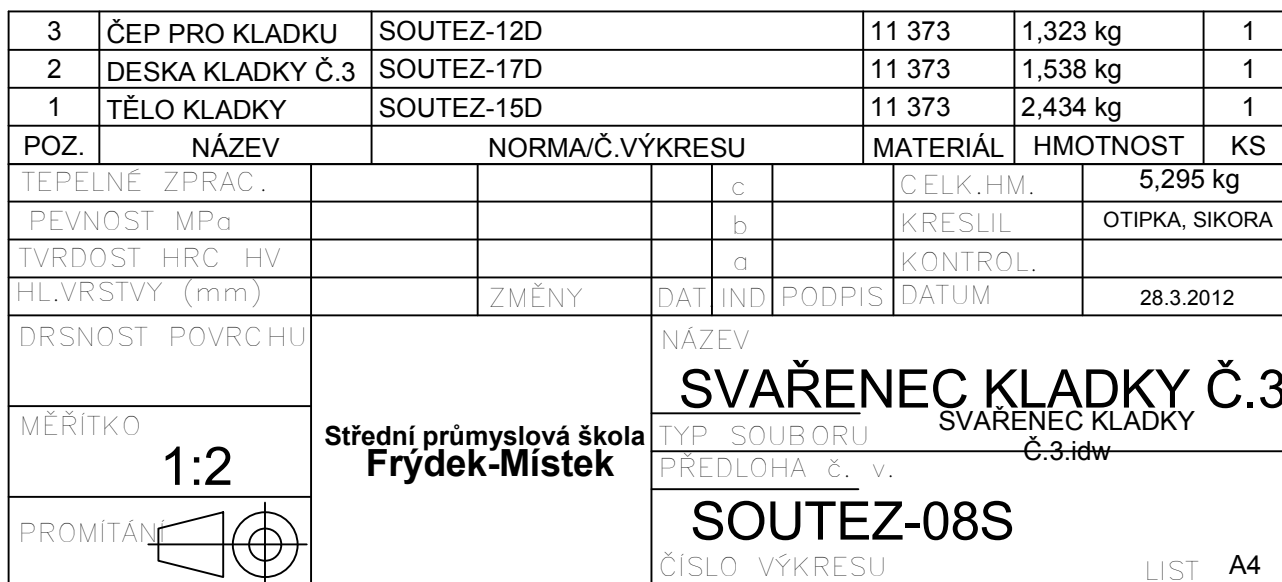 3 ČEP PRO KLADKU SOUTEZ-12D 11 373 1,323 kg 1
2 DESKA KLADKY Č.3 SOUTEZ-17D 11 373 1,538 kg 1
1 TĚLO KLADKY SOUTEZ-15D 11 373 2,434 kg 1
POZ. NÁZEV NORMA/Č.VÝKRESU MATERIÁL HMOTNOST KS
TEPELNÉ ZPRAC. c CELK.HM. 5,295 kg
PEVNOST MPa b KRESLIL OTIPKA, SIKORA
TVRDOST HRC HV a KONTROL.
HL.VRSTVY (mm) ZMĚNY DAT. IND PODPIS DATUM 28.3.2012
DRSNOST POVRCHU
MĚŘÍTKO
1:2
PROMÍTÁNÍ
Střední průmyslová škola
Frýdek-Místek
NÁZEV
SVAŘENEC KLADKY Č.3
TYP SOUBORU SVAŘENEC KLADKY
Č.3.idw
PŘEDLOHA č. v.
SOUTEZ-08S
ČÍSLO VÝKRESU LIST A4